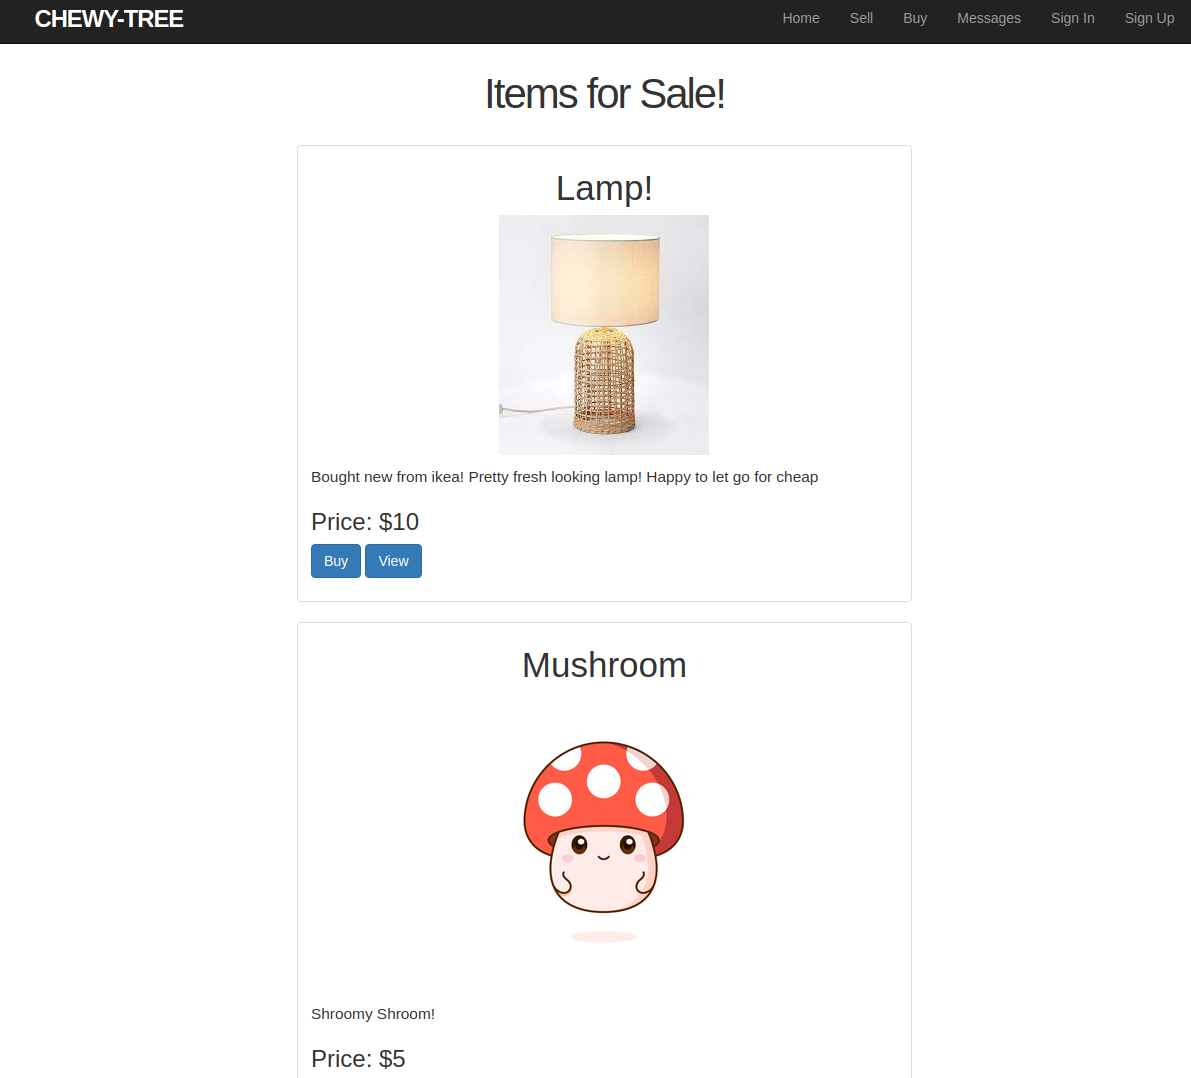 CHEWY-TREE Home Sell Buy Messages Sign In Sign Up
Items for Sale!
Lamp!
Bought new from ikea! Pretty fresh looking lamp! Happy to let go for cheap
Price: $10
Buy View
Mushroom
Shroomy Shroom!
Price: $5